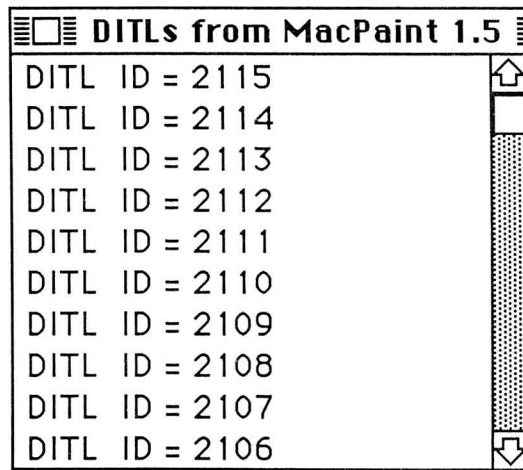 DITLs from MacPaint 1.5
DITL ID = 2115
DITL ID = 2114
DITL ID = 2113
DITL ID = 2112
DITL ID = 2111
DITL ID = 2110
DITL ID = 2109
DITL ID = 2108
DITL ID = 2107
DITL ID = 2106